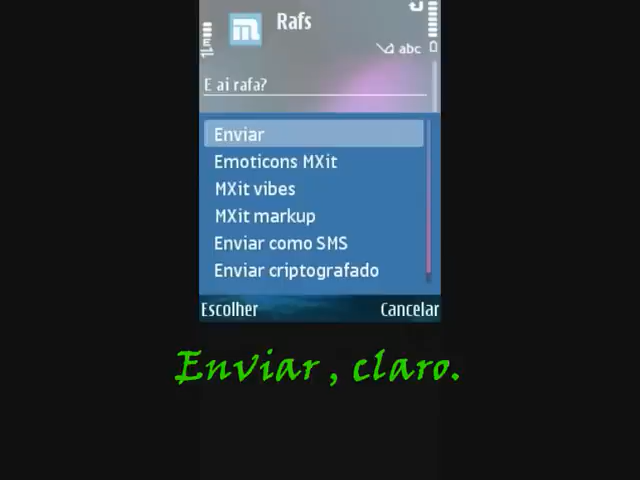 Rafs
abc
E ai rafa?
Enviar
Emoticons MXit
MXit vibes
MXit markup
Enviar como SMS
Enviar criptografado
Escolher Cancelar
Enviar , claro.